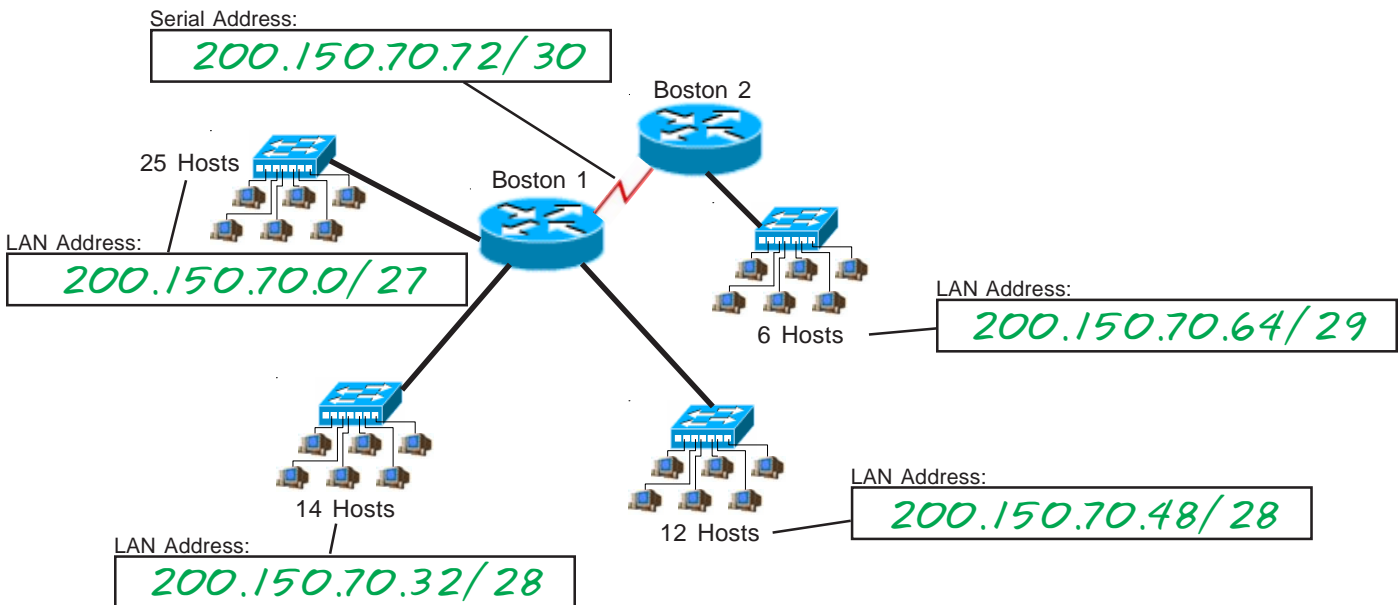 Serial Address:
200.150.70.72/30
Boston 2
25 Hosts
Boston 1
LAN Address:
200.150.70.0/27
LAN Address:
6 Hosts
200.150.70.64/29
LAN Address:
14 Hosts
200.150.70.48/28
12 Hosts
LAN Address:
200.150.70.32/28